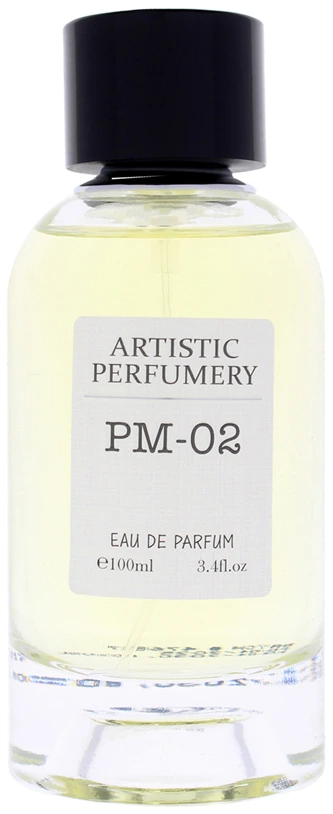 ARTISTIC
PERFUMERY
PM-02
EAU DE PARFUM
℮100ml 3.4fl.oz